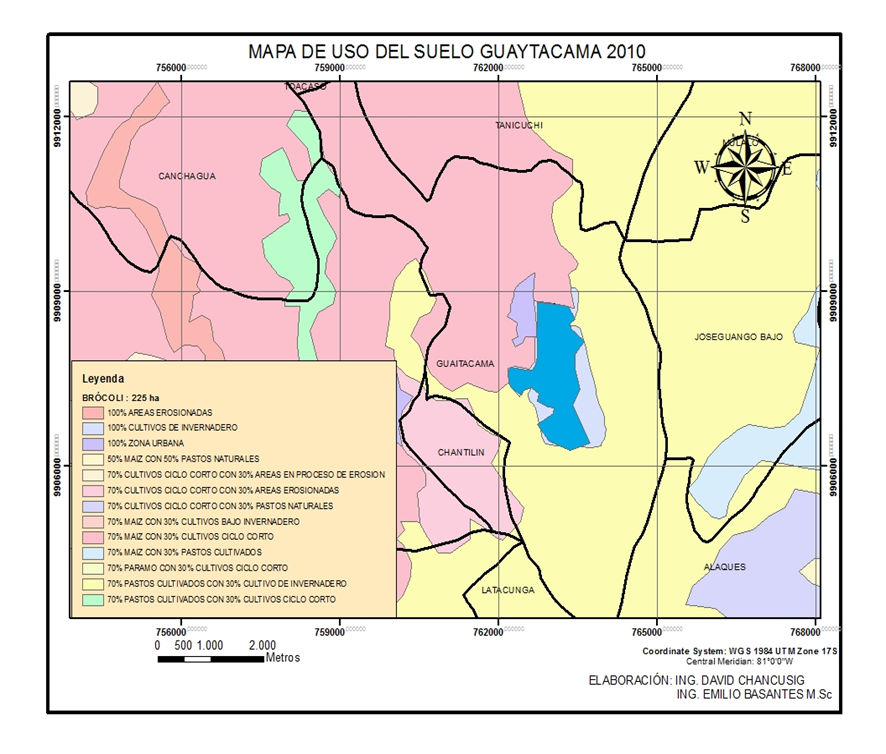 MAPA DE USO DEL SUELO GUAYTACAMA 2010
756000 759000 762000 765000 768000
TOACASO
9912000 TANICUCHI 9912000
MULALO
N
W E
S
CANCHAGUA
9909000 9909000
JOSEGUANGO BAJO
GUAITACAMA
CHANTILIN
9906000 9906000
ALAQUES
LATACUNGA
Leyenda
BRÓCOLI : 225 ha
100% AREAS EROSIONADAS
100% CULTIVOS DE INVERNADERO
100% ZONA URBANA
50% MAIZ CON 50% PASTOS NATURALES
70% CULTIVOS CICLO CORTO CON 30% AREAS EN PROCESO DE EROSION
70% CULTIVOS CICLO CORTO CON 30% AREAS EROSIONADAS
70% CULTIVOS CICLO CORTO CON 30% PASTOS NATURALES
70% MAIZ CON 30% CULTIVOS BAJO INVERNADERO
70% MAIZ CON 30% CULTIVOS CICLO CORTO
70% MAIZ CON 30% PASTOS CULTIVADOS
70% PARAMO CON 30% CULTIVOS CICLO CORTO
70% PASTOS CULTIVADOS CON 30% CULTIVO DE INVERNADERO
70% PASTOS CULTIVADOS CON 30% CULTIVOS CICLO CORTO
756000 759000 762000 765000 768000
0 500 1.000 2.000
Metros
Coordinate System: WGS 1984 UTM Zone 17S
Central Meridian: 81°0'0"W
ELABORACIÓN: ING. DAVID CHANCUSIG
ING. EMILIO BASANTES M.Sc